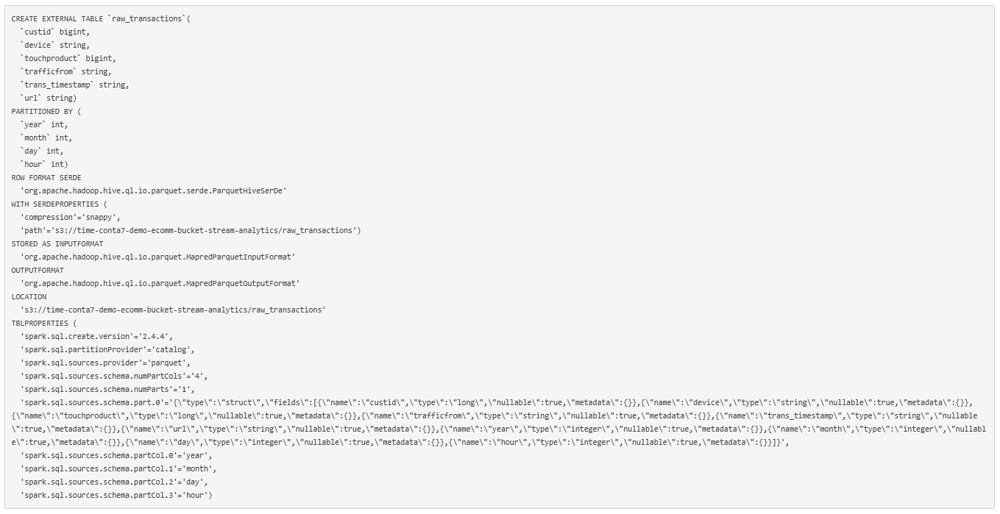 CREATE EXTERNAL TABLE `raw_transactions`(
  `custid` bigint,
  `device` string,
  `touchproduct` bigint,
  `trafficfrom` string,
  `trans_timestamp` string,
  `url` string)
PARTITIONED BY (
  `year` int,
  `month` int,
  `day` int,
  `hour` int)
ROW FORMAT SERDE
  'org.apache.hadoop.hive.ql.io.parquet.serde.ParquetHiveSerDe'
WITH SERDEPROPERTIES (
  'compression'='snappy',
  'path'='s3://time-conta7-demo-ecomm-bucket-stream-analytics/raw_transactions')
STORED AS INPUTFORMAT
  'org.apache.hadoop.hive.ql.io.parquet.MapredParquetInputFormat'
OUTPUTFORMAT
  'org.apache.hadoop.hive.ql.io.parquet.MapredParquetOutputFormat'
LOCATION
  's3://time-conta7-demo-ecomm-bucket-stream-analytics/raw_transactions'
TBLPROPERTIES (
  'spark.sql.create.version'='2.4.4',
  'spark.sql.partitionProvider'='catalog',
  'spark.sql.sources.provider'='parquet',
  'spark.sql.sources.schema.numPartCols'='4',
  'spark.sql.sources.schema.numParts'='1',
  'spark.sql.sources.schema.part.0'='{\"type\":\"struct\",\"fields\":[{\"name\":\"custid\",\"type\":\"long\",\"nullable\":true,\"metadata\":{}},{\"name\":\"device\",\"type\":\"string\",\"nullable\":true,\"metadata\":{}},
{\"name\":\"touchproduct\",\"type\":\"long\",\"nullable\":true,\"metadata\":{}},{\"name\":\"trafficfrom\",\"type\":\"string\",\"nullable\":true,\"metadata\":{}},{\"name\":\"trans_timestamp\",\"type\":\"string\",\"nullable
\":true,\"metadata\":{}},{\"name\":\"url\",\"type\":\"string\",\"nullable\":true,\"metadata\":{}},{\"name\":\"year\",\"type\":\"integer\",\"nullable\":true,\"metadata\":{}},{\"name\":\"month\",\"type\":\"integer\",\"nullabl
e\":true,\"metadata\":{}},{\"name\":\"day\",\"type\":\"integer\",\"nullable\":true,\"metadata\":{}},{\"name\":\"hour\",\"type\":\"integer\",\"nullable\":true,\"metadata\":{}}]}',
  'spark.sql.sources.schema.partCol.0'='year',
  'spark.sql.sources.schema.partCol.1'='month',
  'spark.sql.sources.schema.partCol.2'='day',
  'spark.sql.sources.schema.partCol.3'='hour')